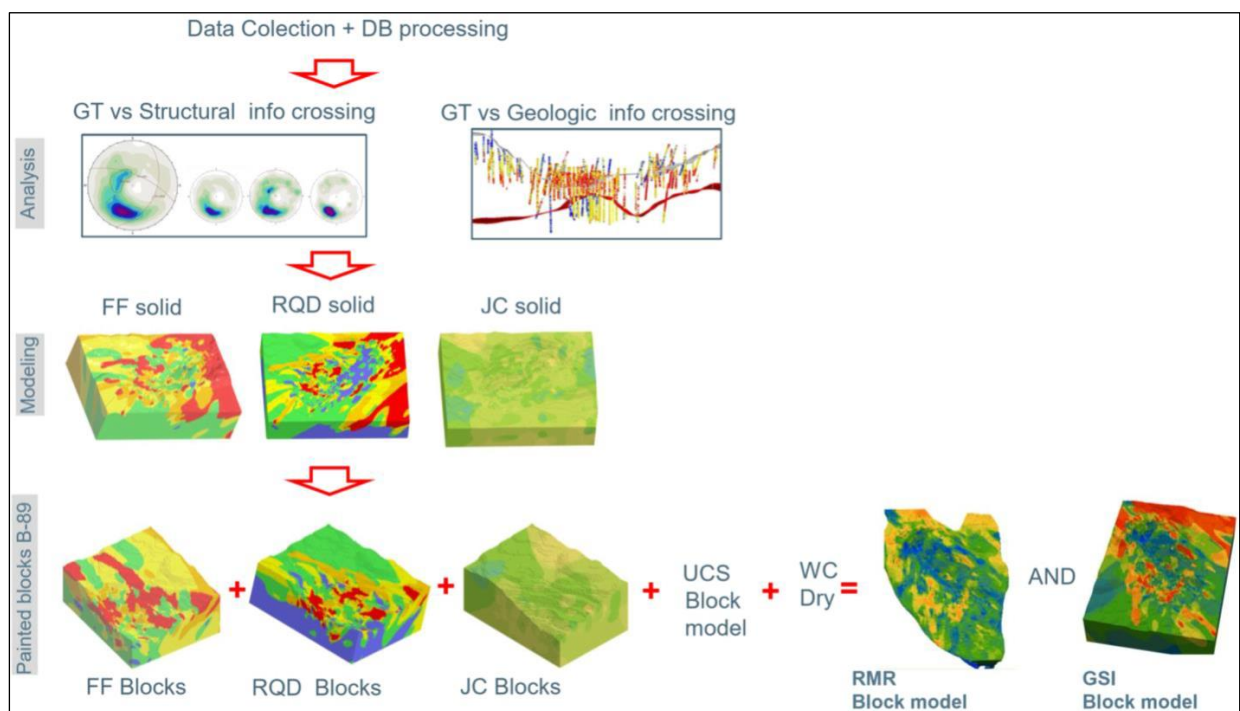 Data Colection + DB processing
GT vs Structural info crossing
GT vs Geologic info crossing
Analysis
FF solid
RQD solid
JC solid
Modeling
Painted blocks B-89
+
+
+
UCS
Block
model
+
WC
Dry
=
AND
FF Blocks
RQD Blocks
JC Blocks
RMR
Block model
GSI
Block model